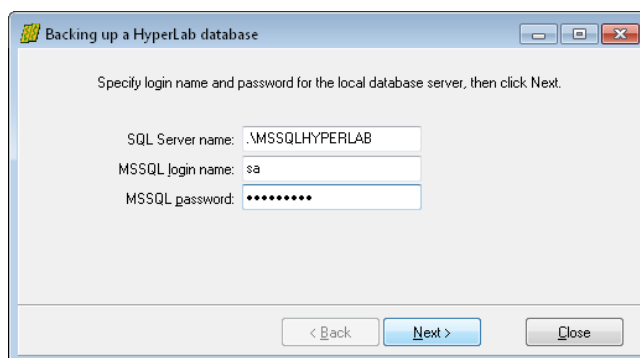 Backing up a HyperLab database
Specify login name and password for the local database server, then click Next.
SQL Server name: .\MSSQLHYPERLAB
MSSQL login name: sa
MSSQL password: •••••••••
< Back Next > Close